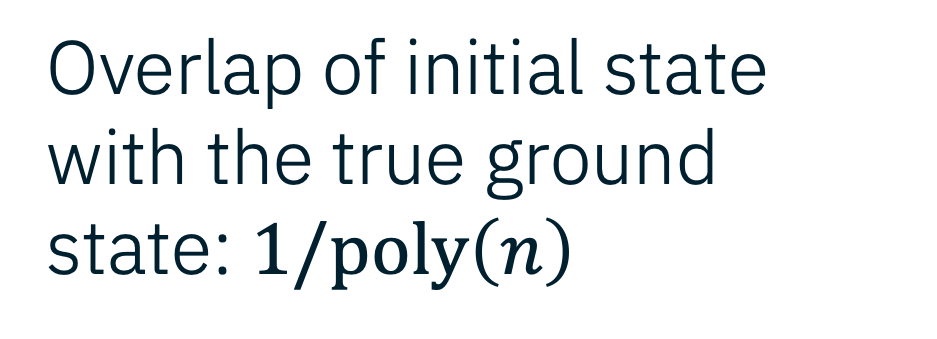 Overlap of initial state
with the true ground
state: 1/poly(n)